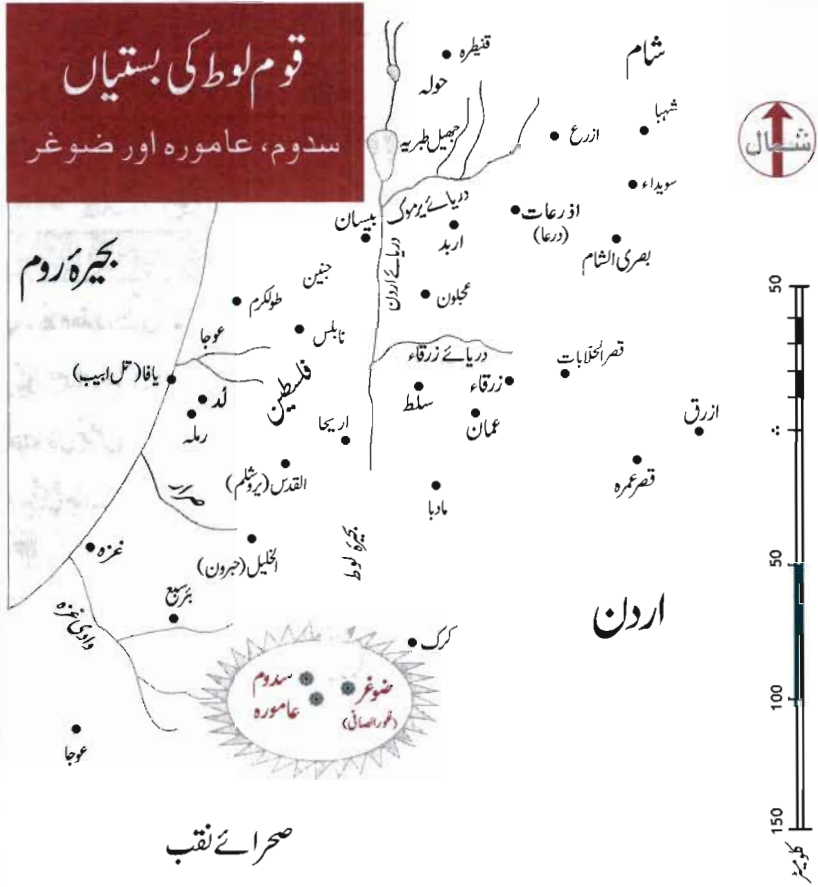 قوم لوط کی بستیاں
سدوم، عامورہ اور ضوغر
شمال
شام
قنیطرہ
حولہ
جھیل طبریہ
ازرع
شہبا
سویداء
اذرعات
(درعا)
بصری الشام
دریائے یرموک
اربد
بیسان
دریائے اردن
عجلون
بحیرۂ روم
جنین
طولکرم
نابلس
عوجا
یافا (تل ابیب)
لُد
رملہ
فلسطین
اریحا
دریائے زرقاء
زرقاء
سلط
عمان
قصر الحلابات
ازرق
قصر عمرہ
مادبا
القدس (یروشلم)
صرار
الخلیل (حبرون)
بحیرۂ لوط
غزہ
بئر سبع
وادی غزہ
اردن
کرک
سدوم
عامورہ
ضوغر
(غور الصافی)
عوجا
صحرائے نقب
50
50
100
150
کلومیٹر